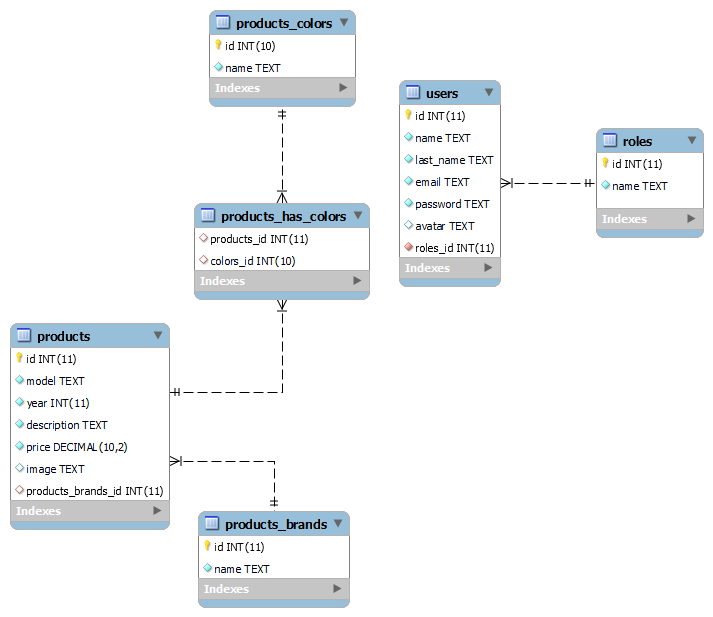 products_colors
id INT(10)
name TEXT
Indexes
users
id INT(11)
name TEXT
last_name TEXT
email TEXT
password TEXT
avatar TEXT
roles_id INT(11)
Indexes
roles
id INT(11)
name TEXT
Indexes
products_has_colors
products_id INT(11)
colors_id INT(10)
Indexes
products
id INT(11)
model TEXT
year INT(11)
description TEXT
price DECIMAL(10,2)
image TEXT
products_brands_id INT(11)
Indexes
products_brands
id INT(11)
name TEXT
Indexes